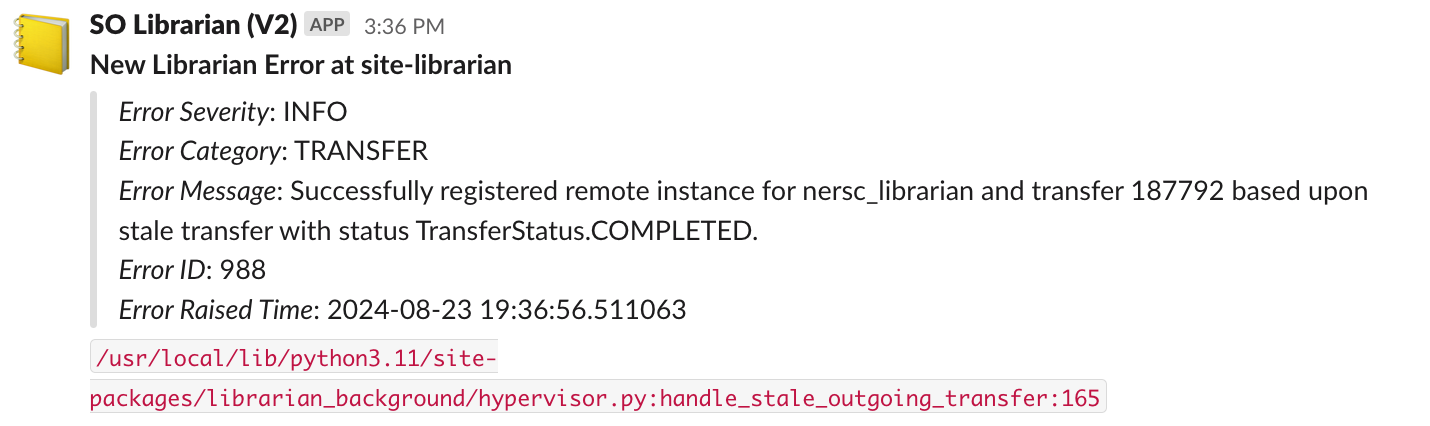 SO Librarian (V2) APP 3:36 PM
New Librarian Error at site-librarian
Error Severity: INFO
Error Category: TRANSFER
Error Message: Successfully registered remote instance for nersc_librarian and transfer 187792 based upon
stale transfer with status TransferStatus.COMPLETED.
Error ID: 988
Error Raised Time: 2024-08-23 19:36:56.511063
/usr/local/lib/python3.11/site-
packages/librarian_background/hypervisor.py:handle_stale_outgoing_transfer:165